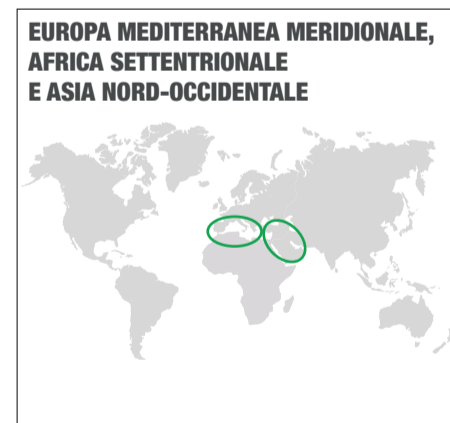 EUROPA MEDITERRANEA MERIDIONALE,
AFRICA SETTENTRIONALE
E ASIA NORD-OCCIDENTALE